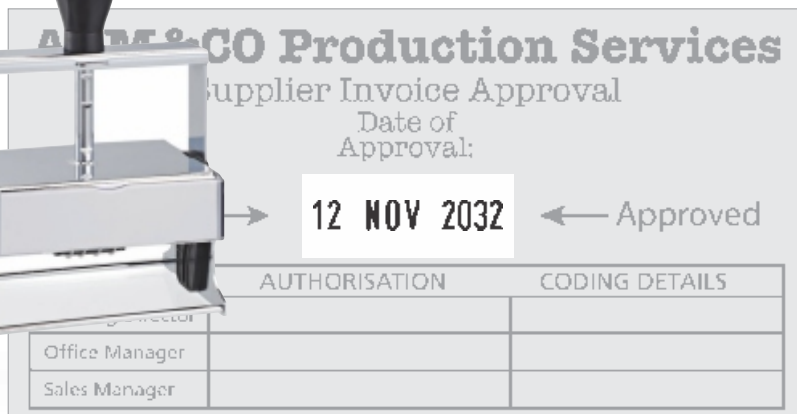 &CO Production Services
Supplier Invoice Approval
Date of
Approval:
12 NOV 2032 Approved
AUTHORISATION CODING DETAILS
Office Manager
Sales Manager